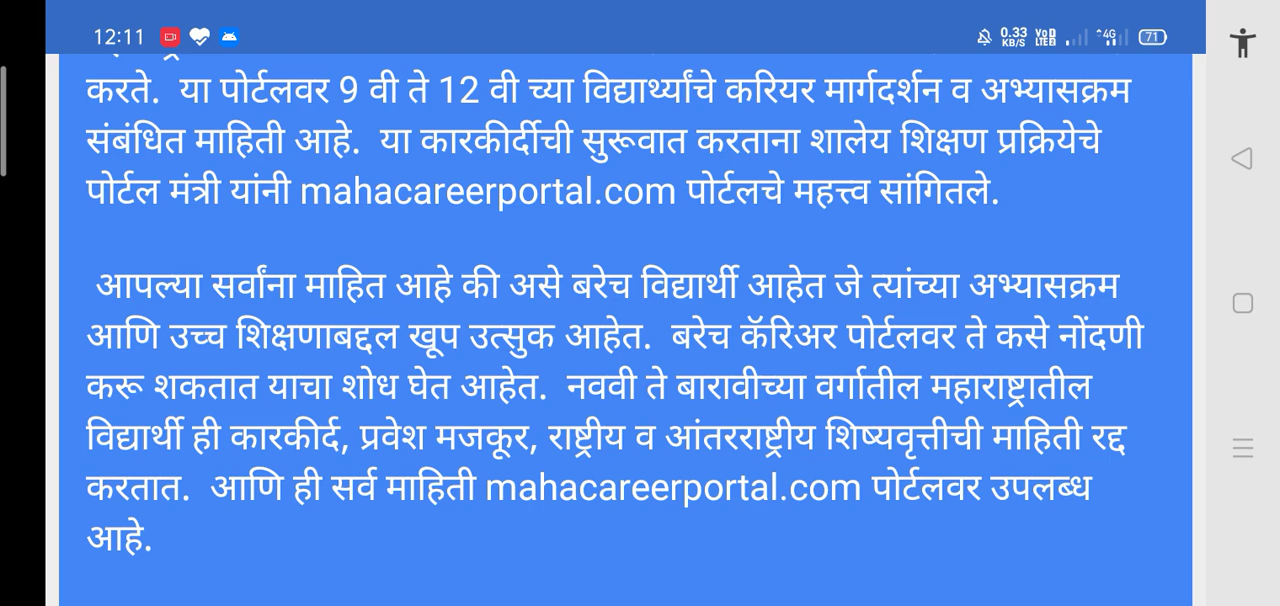 12:11 0.33 KB/S VoD LTE2 4G 71
करते. या पोर्टलवर 9 वी ते 12 वी च्या विद्यार्थ्यांचे करियर मार्गदर्शन व अभ्यासक्रम
संबंधित माहिती आहे. या कारकीर्दीची सुरूवात करताना शालेय शिक्षण प्रक्रियेचे
पोर्टल मंत्री यांनी mahacareerportal.com पोर्टलचे महत्त्व सांगितले.
आपल्या सर्वांना माहित आहे की असे बरेच विद्यार्थी आहेत जे त्यांच्या अभ्यासक्रम
आणि उच्च शिक्षणाबद्दल खूप उत्सुक आहेत. बरेच कॅरिअर पोर्टलवर ते कसे नोंदणी
करू शकतात याचा शोध घेत आहेत. नववी ते बारावीच्या वर्गातील महाराष्ट्रातील
विद्यार्थी ही कारकीर्द, प्रवेश मजकूर, राष्ट्रीय व आंतरराष्ट्रीय शिष्यवृत्तीची माहिती रद्द
करतात. आणि ही सर्व माहिती mahacareerportal.com पोर्टलवर उपलब्ध
आहे.